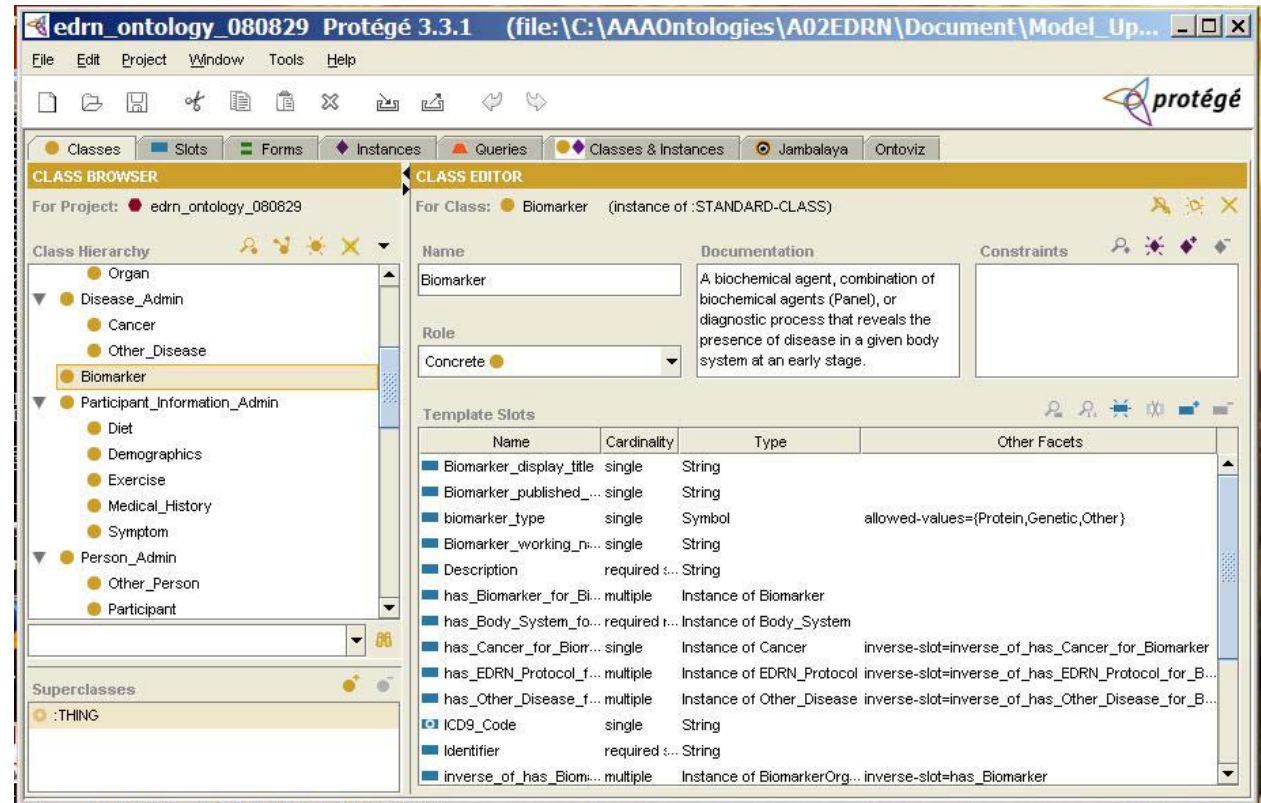 edrn_ontology_080829 Protégé 3.3.1 (file:\C:\AAAOntologies\A02EDRN\Document\Model_Up...
File Edit Project Window Tools Help
protégé
Classes Slots Forms Instances Queries Classes & Instances Jambalaya Ontoviz
CLASS BROWSER
For Project: edrn_ontology_080829
Class Hierarchy
Organ
Disease_Admin
Cancer
Other_Disease
Biomarker
Participant_Information_Admin
Diet
Demographics
Exercise
Medical_History
Symptom
Person_Admin
Other_Person
Participant
Superclasses
:THING
CLASS EDITOR
For Class: Biomarker (instance of :STANDARD-CLASS)
Name
Biomarker
Role
Concrete
Documentation
A biochemical agent, combination of
biochemical agents (Panel), or
diagnostic process that reveals the
presence of disease in a given body
system at an early stage.
Constraints
Template Slots
Name Cardinality Type Other Facets
Biomarker_display_title single String
Biomarker_published_... single String
biomarker_type single Symbol allowed-values={Protein,Genetic,Other}
Biomarker_working_n... single String
Description required s... String
has_Biomarker_for_Bi... multiple Instance of Biomarker
has_Body_System_fo... required r... Instance of Body_System
has_Cancer_for_Biom... single Instance of Cancer inverse-slot=inverse_of_has_Cancer_for_Biomarker
has_EDRN_Protocol_f... multiple Instance of EDRN_Protocol inverse-slot=inverse_of_has_EDRN_Protocol_for_B...
has_Other_Disease_f... multiple Instance of Other_Disease inverse-slot=inverse_of_has_Other_Disease_for_B...
ICD9_Code single String
Identifier required s... String
inverse_of_has_Biom... multiple Instance of BiomarkerOrg... inverse-slot=has_Biomarker